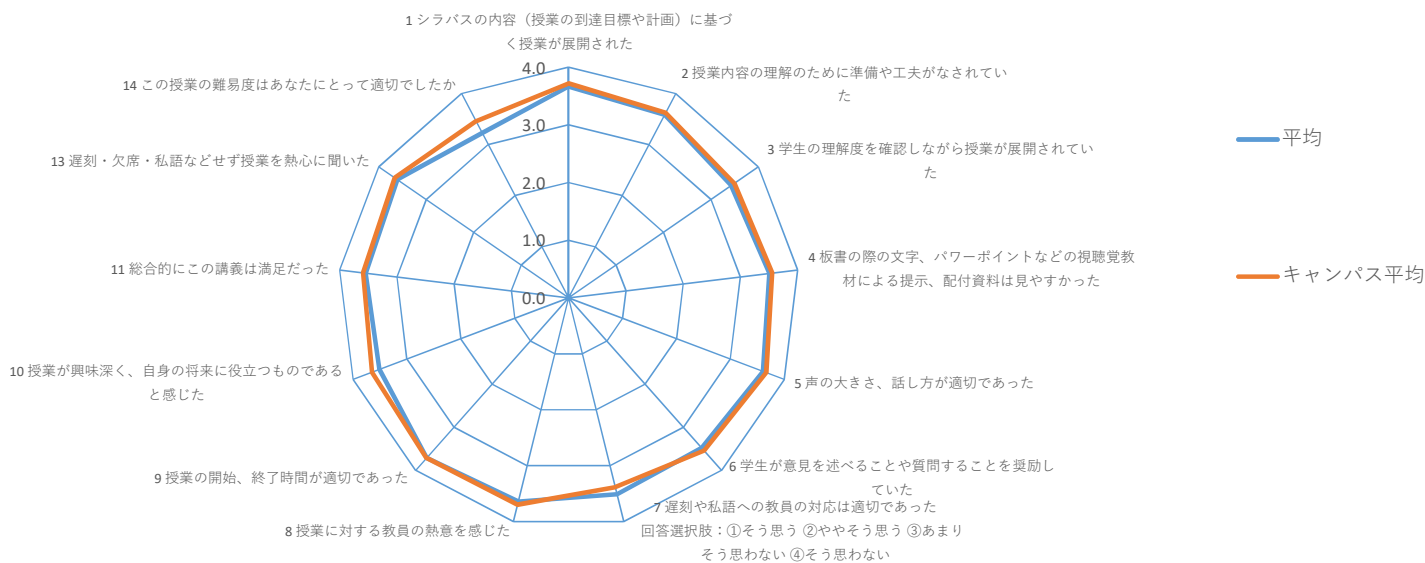 1 シラバスの内容（授業の到達目標や計画）に基づ
く授業が展開された
2 授業内容の理解のために準備や工夫がなされてい
た
3 学生の理解度を確認しながら授業が展開されてい
た
4 板書の際の文字、パワーポイントなどの視聴覚教
材による提示、配付資料は見やすかった
5 声の大きさ、話し方が適切であった
6 学生が意見を述べることや質問することを奨励し
ていた
7 遅刻や私語への教員の対応は適切であった
回答選択肢：①そう思う ②ややそう思う ③あまり
そう思わない ④そう思わない
8 授業に対する教員の熱意を感じた
9 授業の開始、終了時間が適切であった
10 授業が興味深く、自身の将来に役立つものである
と感じた
11 総合的にこの講義は満足だった
13 遅刻・欠席・私語などせず授業を熱心に聞いた
14 この授業の難易度はあなたにとって適切でしたか
4.0
3.0
2.0
1.0
0.0
平均
キャンパス平均